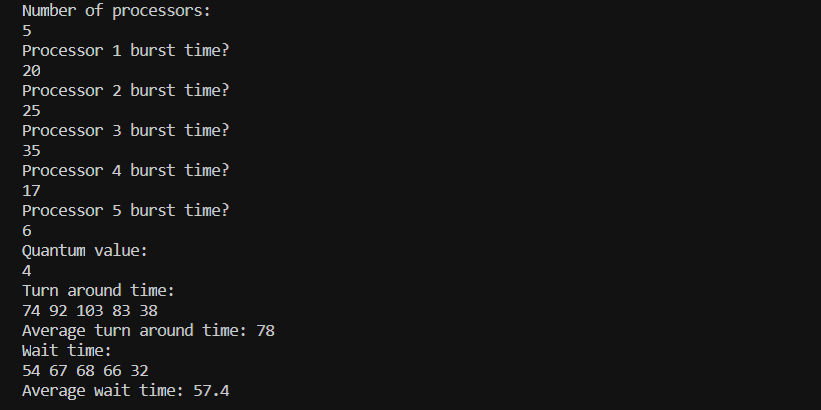 Number of processors:
5
Processor 1 burst time?
20
Processor 2 burst time?
25
Processor 3 burst time?
35
Processor 4 burst time?
17
Processor 5 burst time?
6
Quantum value:
4
Turn around time:
74 92 103 83 38
Average turn around time: 78
Wait time:
54 67 68 66 32
Average wait time: 57.4